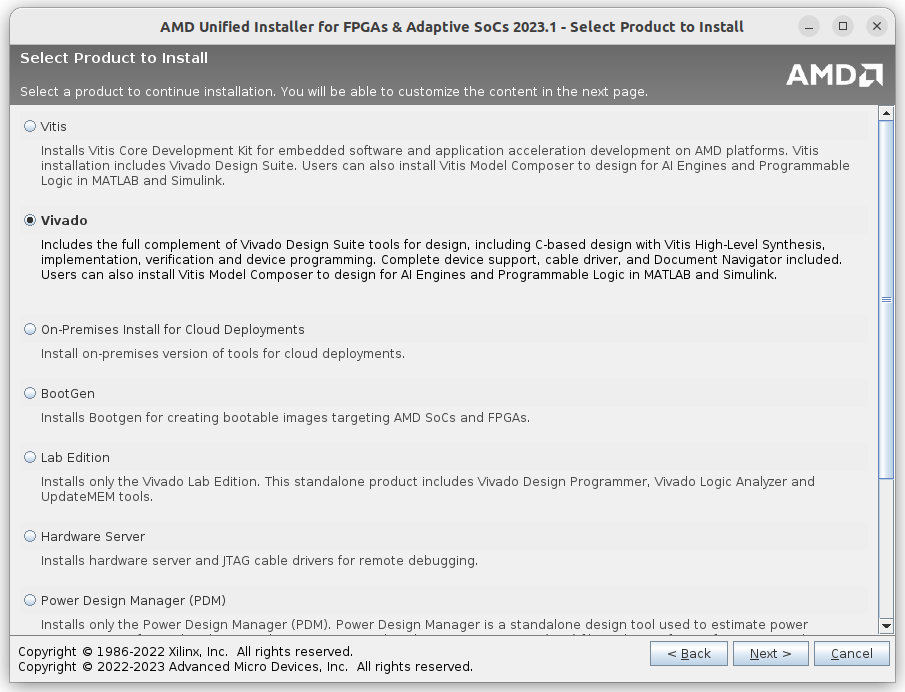 AMD Unified Installer for FPGAs & Adaptive SoCs 2023.1 - Select Product to Install
Select Product to Install
AMD
Select a product to continue installation. You will be able to customize the content in the next page.
Vitis
Installs Vitis Core Development Kit for embedded software and application acceleration development on AMD platforms. Vitis
installation includes Vivado Design Suite. Users can also install Vitis Model Composer to design for AI Engines and Programmable
Logic in MATLAB and Simulink.
Vivado
Includes the full complement of Vivado Design Suite tools for design, including C-based design with Vitis High-Level Synthesis,
implementation, verification and device programming. Complete device support, cable driver, and Document Navigator included.
Users can also install Vitis Model Composer to design for AI Engines and Programmable Logic in MATLAB and Simulink.
On-Premises Install for Cloud Deployments
Install on-premises version of tools for cloud deployments.
BootGen
Installs Bootgen for creating bootable images targeting AMD SoCs and FPGAs.
Lab Edition
Installs only the Vivado Lab Edition. This standalone product includes Vivado Design Programmer, Vivado Logic Analyzer and
UpdateMEM tools.
Hardware Server
Installs hardware server and JTAG cable drivers for remote debugging.
Power Design Manager (PDM)
Installs only the Power Design Manager (PDM). Power Design Manager is a standalone design tool used to estimate power
Copyright © 1986-2022 Xilinx, Inc. All rights reserved.
Copyright © 2022-2023 Advanced Micro Devices, Inc. All rights reserved.
< Back
Next >
Cancel